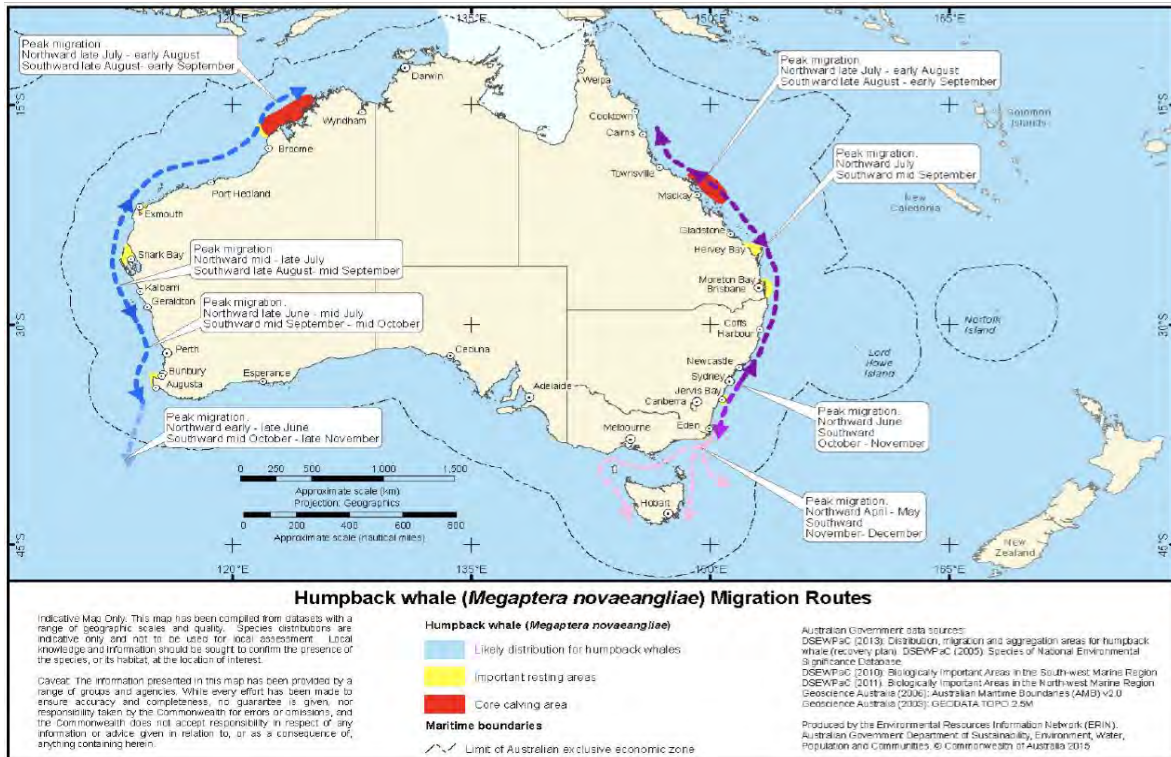 120°E
135°E
150°E
165°E
Peak migration
Northward late July - early August
Southward late August- early September
Peak migration
Northward late July - early August
Southward late August - early September
Darwin
Weipa
15°S
15°S
Wyndham
Cooktown
Cairns
Solomon
Islands
Broome
Peak migration.
Northward July
Southward mid September
Townsville
Port Hedland
Mackay
New
Caledonia
Exmouth
Gladstone
Hervey Bay
Shark Bay
Peak migration
Northward mid - late July
Southward late August- mid September
Moreton Bay
Brisbane
Kalbarri
Geraldton
Peak migration.
Northward late June - mid July
Southward mid September - mid October
30°S
30°S
Coffs
Harbour
Norfolk
Island
Perth
Ceduna
Lord
Howe
Island
Newcastle
Bunbury
Augusta
Esperance
Adelaide
Sydney
Jervis Bay
Canberra
Peak migration.
Northward early - late June
Southward mid October - late November
Eden
Melbourne
Peak migration.
Northward June
Southward
October - November
0 250 500 1,000 1,500
Approximate scale (km)
Projection: Geographics
0 200 400 600 800
Approximate scale (nautical miles)
Hobart
Peak migration.
Northward April - May
Southward
November- December
New
Zealand
45°S
45°S
120°E
135°E
150°E
165°E
Humpback whale (Megaptera novaeangliae) Migration Routes
Indicative Map Only: This map has been compiled from datasets with a
range of geographic scales and quality. Species distributions are
indicative only and not to be used for local assessment. Local
knowledge and information should be sought to confirm the presence of
the species, or its habitat, at the location of interest.
Caveat: The information presented in this map has been provided by a
range of groups and agencies. While every effort has been made to
ensure accuracy and completeness, no guarantee is given, nor
responsibility taken by the Commonwealth for errors or omissions, and
the Commonwealth does not accept responsibility in respect of any
information or advice given in relation to, or as a consequence of,
anything containing herein.
Humpback whale (Megaptera novaeangliae)
Likely distribution for humpback whales
Important resting areas
Core calving area
Maritime boundaries
Limit of Australian exclusive economic zone
Australian Government data sources:
DSEWPaC (2013): Distribution, migration and aggregation areas for humpback
whale (recovery plan). DSEWPaC (2005): Species of National Environmental
Significance Database
DSEWPaC (2010): Biologically Important Areas in the South-west Marine Region
DSEWPaC (2011): Biologically Important Areas in the North-west Marine Region
Geoscience Australia (2006): Australian Maritime Boundaries (AMB) v2.0
Geoscience Australia (2003): GEODATA TOPO 2.5M
Produced by the Environmental Resources Information Network (ERIN).
Australian Government Department of Sustainability, Environment, Water,
Population and Communities. © Commonwealth of Australia 2015